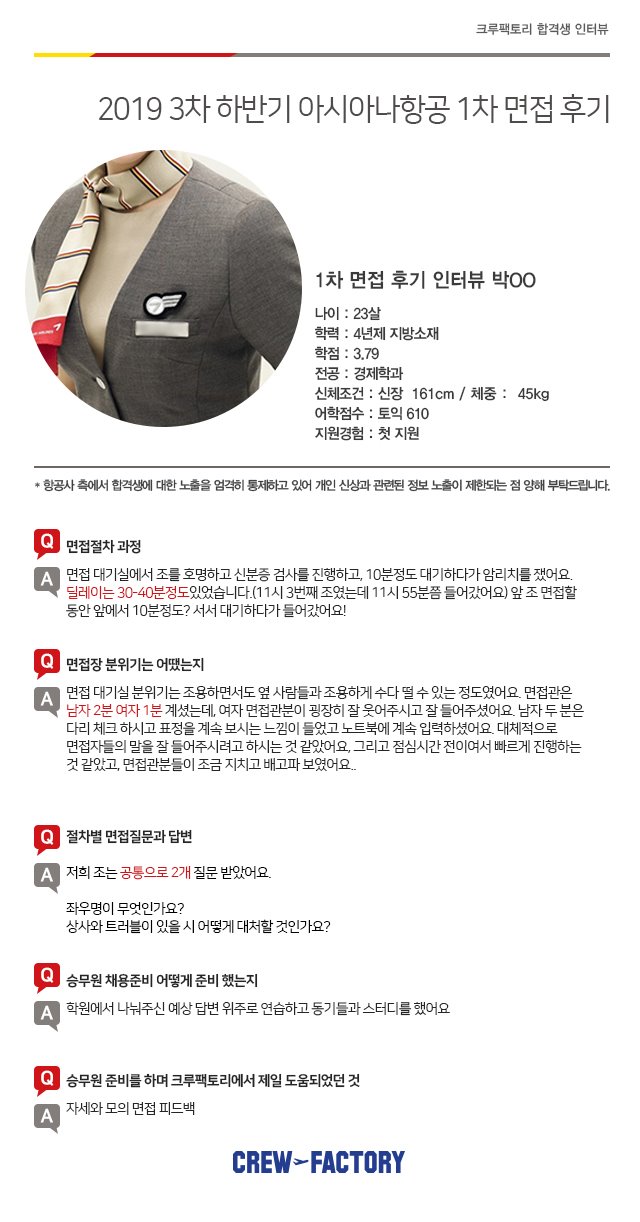 크루팩토리 합격생 인터뷰
2019 3차 하반기 아시아나항공 1차 면접 후기
1차 면접 후기 인터뷰 박OO
나이 : 23살
학력 : 4년제 지방소재
학점 : 3.79
전공 : 경제학과
신체조건 : 신장 161cm / 체중 : 45kg
어학점수 : 토익 610
지원경험 : 첫 지원
* 항공사 측에서 합격생에 대한 노출을 엄격히 통제하고 있어 개인 신상과 관련된 정보 노출이 제한되는 점 양해 부탁드립니다.
Q 면접절차 과정
A 면접 대기실에서 조를 호명하고 신분증 검사를 진행하고, 10분정도 대기하다가 암리치를 쟀어요.
딜레이는 30-40분정도있었습니다.(11시 3번째 조였는데 11시 55분쯤 들어갔어요) 앞 조 면접할
동안 앞에서 10분정도? 서서 대기하다가 들어갔어요!
Q 면접장 분위기는 어땠는지
A 면접 대기실 분위기는 조용하면서도 옆 사람들과 조용하게 수다 떨 수 있는 정도였어요. 면접관은
남자 2분 여자 1분 계셨는데, 여자 면접관분이 굉장히 잘 웃어주시고 잘 들어주셨어요. 남자 두 분은
다리 체크 하시고 표정을 계속 보시는 느낌이 들었고 노트북에 계속 입력하셨어요. 대체적으로
면접자들의 말을 잘 들어주시려고 하시는 것 같았어요, 그리고 점심시간 전이여서 빠르게 진행하는
것 같았고, 면접관분들이 조금 지치고 배고파 보였어요..
Q 절차별 면접질문과 답변
A 저희 조는 공통으로 2개 질문 받았어요.
좌우명이 무엇인가요?
상사와 트러블이 있을 시 어떻게 대처할 것인가요?
Q 승무원 채용준비 어떻게 준비 했는지
A 학원에서 나눠주신 예상 답변 위주로 연습하고 동기들과 스터디를 했어요
Q 승무원 준비를 하며 크루팩토리에서 제일 도움되었던 것
A 자세와 모의 면접 피드백
CREW FACTORY